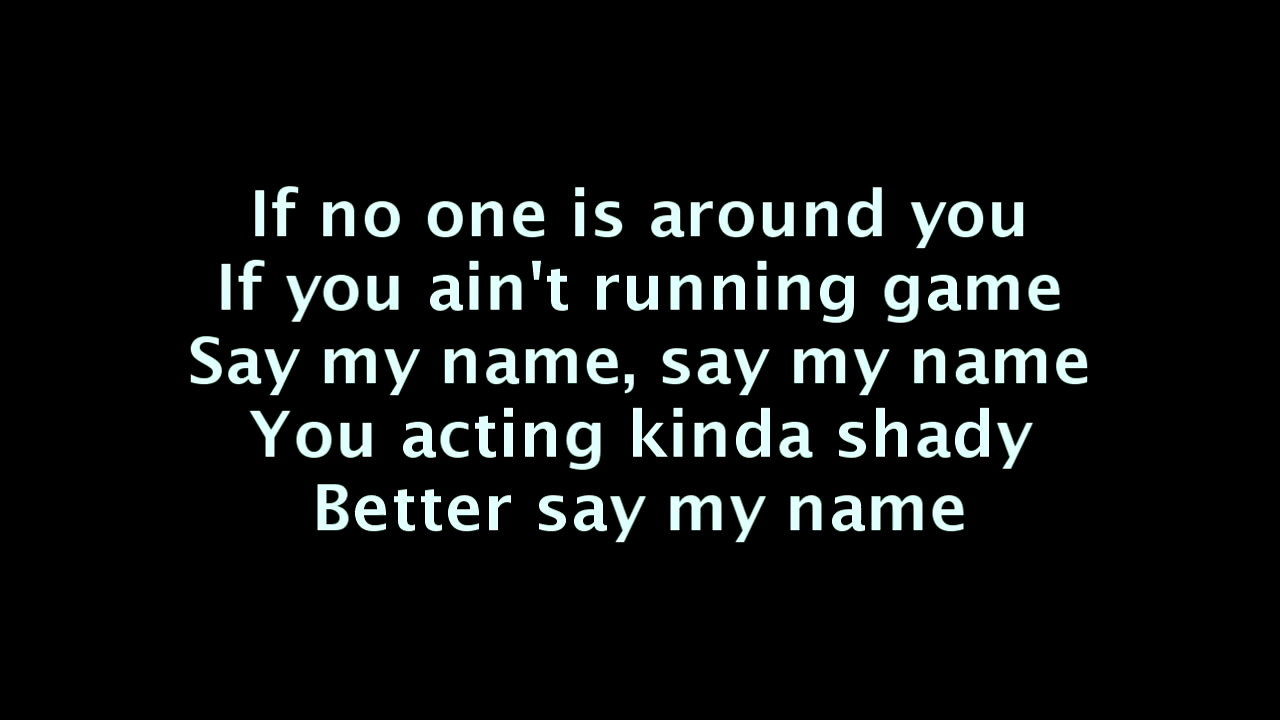 If no one is around you
If you ain't running game
Say my name, say my name
You acting kinda shady
Better say my name